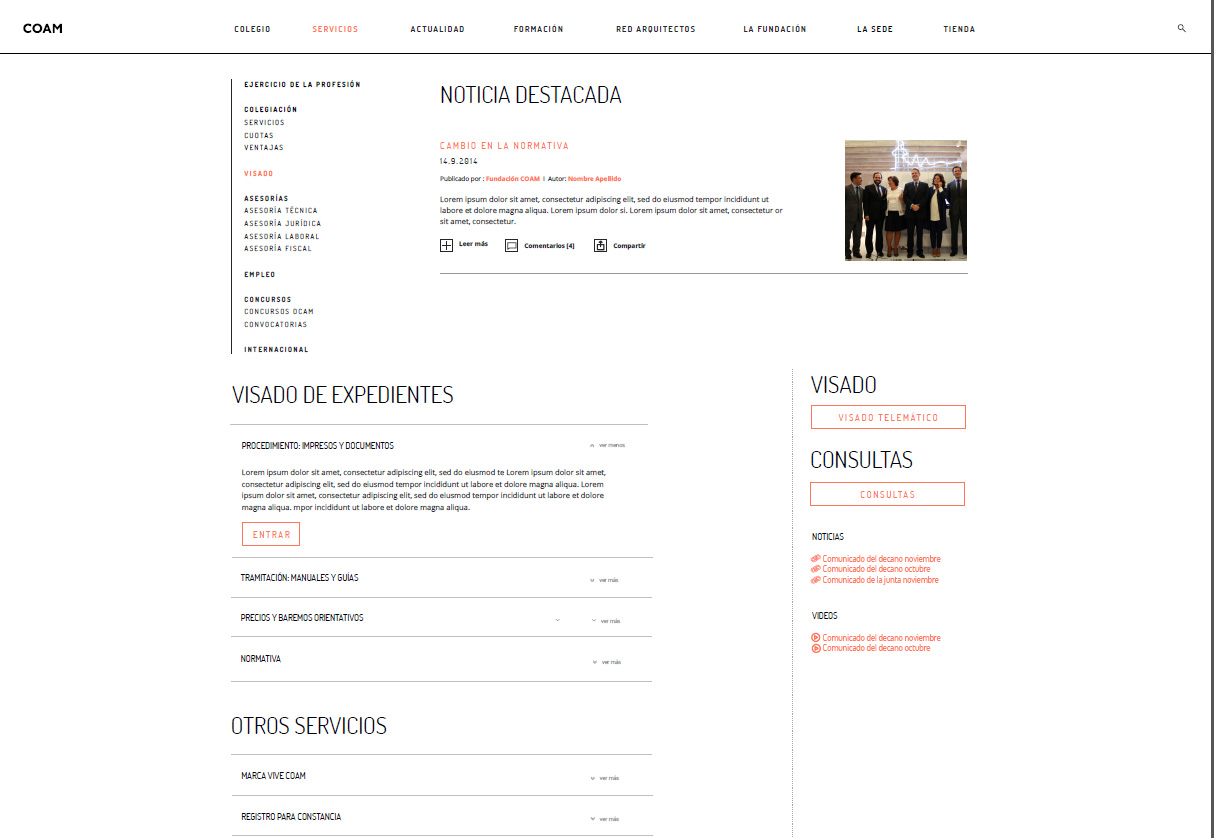 COAM
COLEGIO
SERVICIOS
ACTUALIDAD
FORMACIÓN
RED ARQUITECTOS
LA FUNDACIÓN
LA SEDE
TIENDA
EJERCICIO DE LA PROFESIÓN
COLEGIACIÓN
SERVICIOS
CUOTAS
VENTAJAS
VISADO
ASESORÍAS
ASESORÍA TÉCNICA
ASESORÍA JURÍDICA
ASESORÍA LABORAL
ASESORÍA FISCAL
EMPLEO
CONCURSOS
CONCURSOS OCAM
CONVOCATORIAS
INTERNACIONAL
NOTICIA DESTACADA
CAMBIO EN LA NORMATIVA
14.9.2014
Publicado por : Fundación COAM | Autor: Nombre Apellido
Lorem ipsum dolor sit amet, consectetur adipiscing elit, sed do eiusmod tempor incididunt ut
labore et dolore magna aliqua. Lorem ipsum dolor si. Lorem ipsum dolor sit amet, consectetur or
sit amet, consectetur.
Leer más
Comentarios [4]
Compartir
VISADO DE EXPEDIENTES
PROCEDIMIENTO: IMPRESOS Y DOCUMENTOS
ver menos
Lorem ipsum dolor sit amet, consectetur adipiscing elit, sed do eiusmod te Lorem ipsum dolor sit amet,
consectetur adipiscing elit, sed do eiusmod tempor incididunt ut labore et dolore magna aliqua. Lorem
ipsum dolor sit amet, consectetur adipiscing elit, sed do eiusmod tempor incididunt ut labore et dolore
magna aliqua. mpor incididunt ut labore et dolore magna aliqua.
ENTRAR
TRAMITACIÓN: MANUALES Y GUÍAS
ver más
PRECIOS Y BAREMOS ORIENTATIVOS
ver más
NORMATIVA
ver más
OTROS SERVICIOS
MARCA VIVE COAM
ver más
REGISTRO PARA CONSTANCIA
ver más
VISADO
VISADO TELEMÁTICO
CONSULTAS
CONSULTAS
NOTICIAS
Comunicado del decano noviembre
Comunicado del decano octubre
Comunicado de la junta noviembre
VIDEOS
Comunicado del decano noviembre
Comunicado del decano octubre